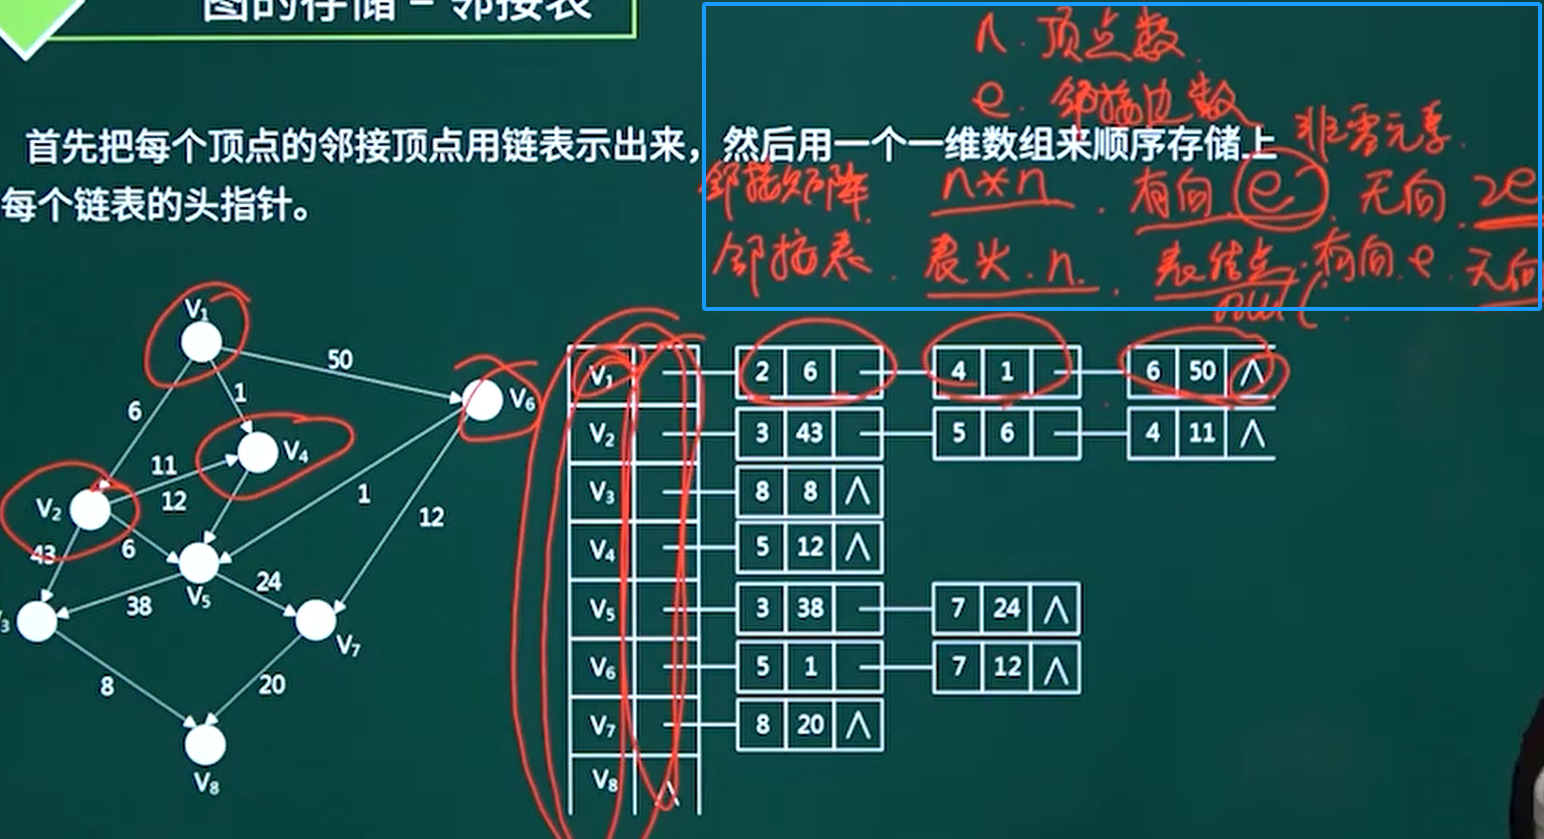 图的存储 – 邻接表
n. 顶点数
e. 邻接边数
首先把每个顶点的邻接顶点用链表示出来，然后用一个一维数组来顺序存储上
非零元素.
每个链表的头指针。
邻接矩阵. n*n. 有向 e. 无向. 2e
邻接表. 表头.n. 表结点. 有向.e. 无向
null.
V1
50
V6
6
1
V4
11
12
V2
43
6
1
12
V5
24
38
3
V7
8
20
V8
V1 2 6 4 1 6 50 ∧
V2 3 43 5 6 4 11 ∧
V3 8 8 ∧
V4 5 12 ∧
V5 3 38 7 24 ∧
V6 5 1 7 12 ∧
V7 8 20 ∧
V8 ∧